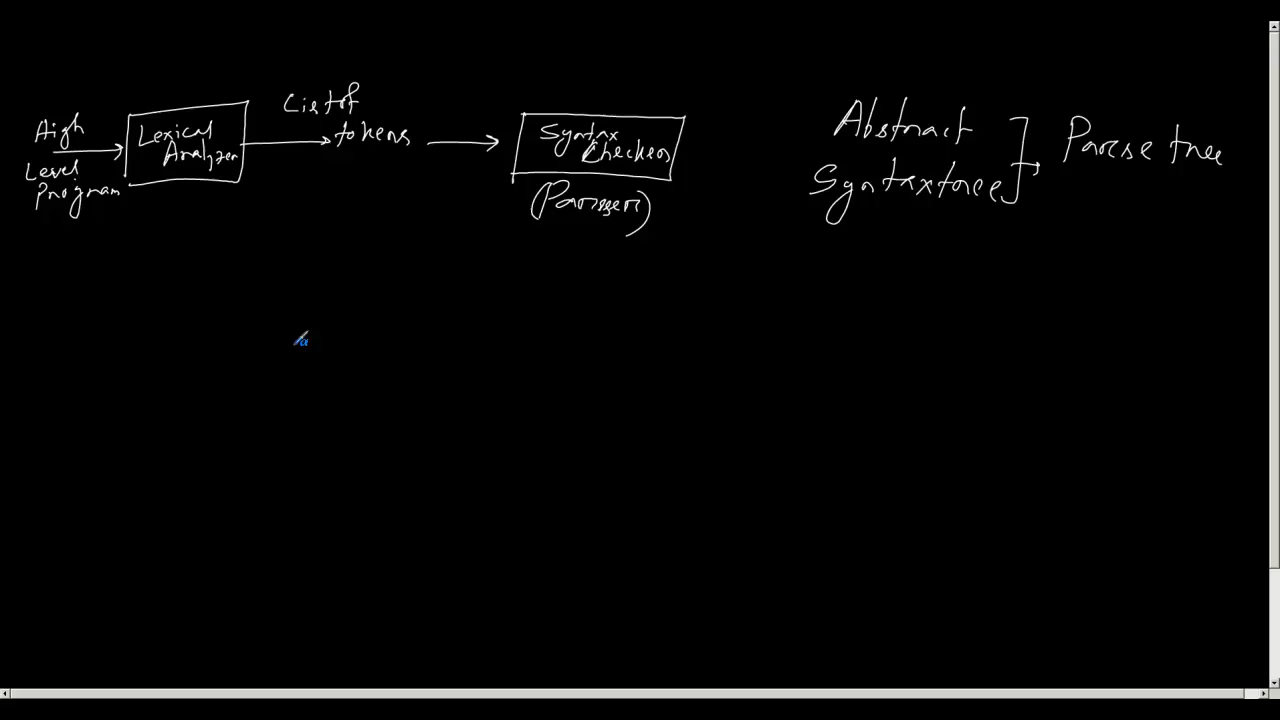 High
Level
Program
Lexical
Analyzer
List of
tokens
Syntax
Checker
(Parser)
Abstract
Syntax tree
Parse tree